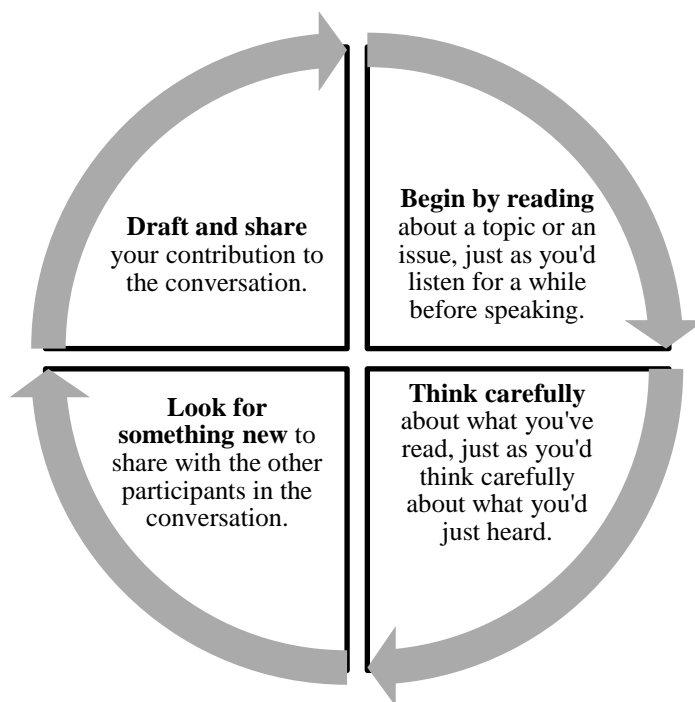 Begin by reading
about a topic or an
issue, just as you'd
listen for a while
before speaking.
Think carefully
about what you've
read, just as you'd
think carefully
about what you'd
just heard.
Look for
something new to
share with the other
participants in the
conversation.
Draft and share
your contribution to
the conversation.